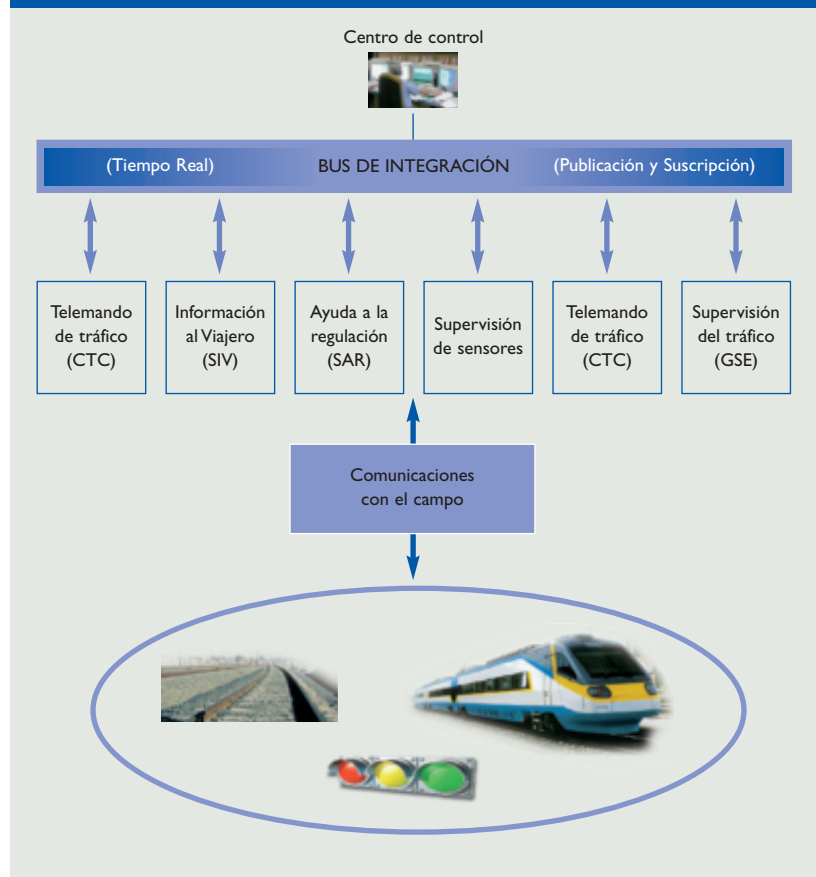 Centro de control
(Tiempo Real) BUS DE INTEGRACIÓN (Publicación y Suscripción)
Telemando
de tráfico
(CTC)
Información
al Viajero
(SIV)
Ayuda a la
regulación
(SAR)
Supervisión
de sensores
Telemando
de tráfico
(CTC)
Supervisión
del tráfico
(GSE)
Comunicaciones
con el campo